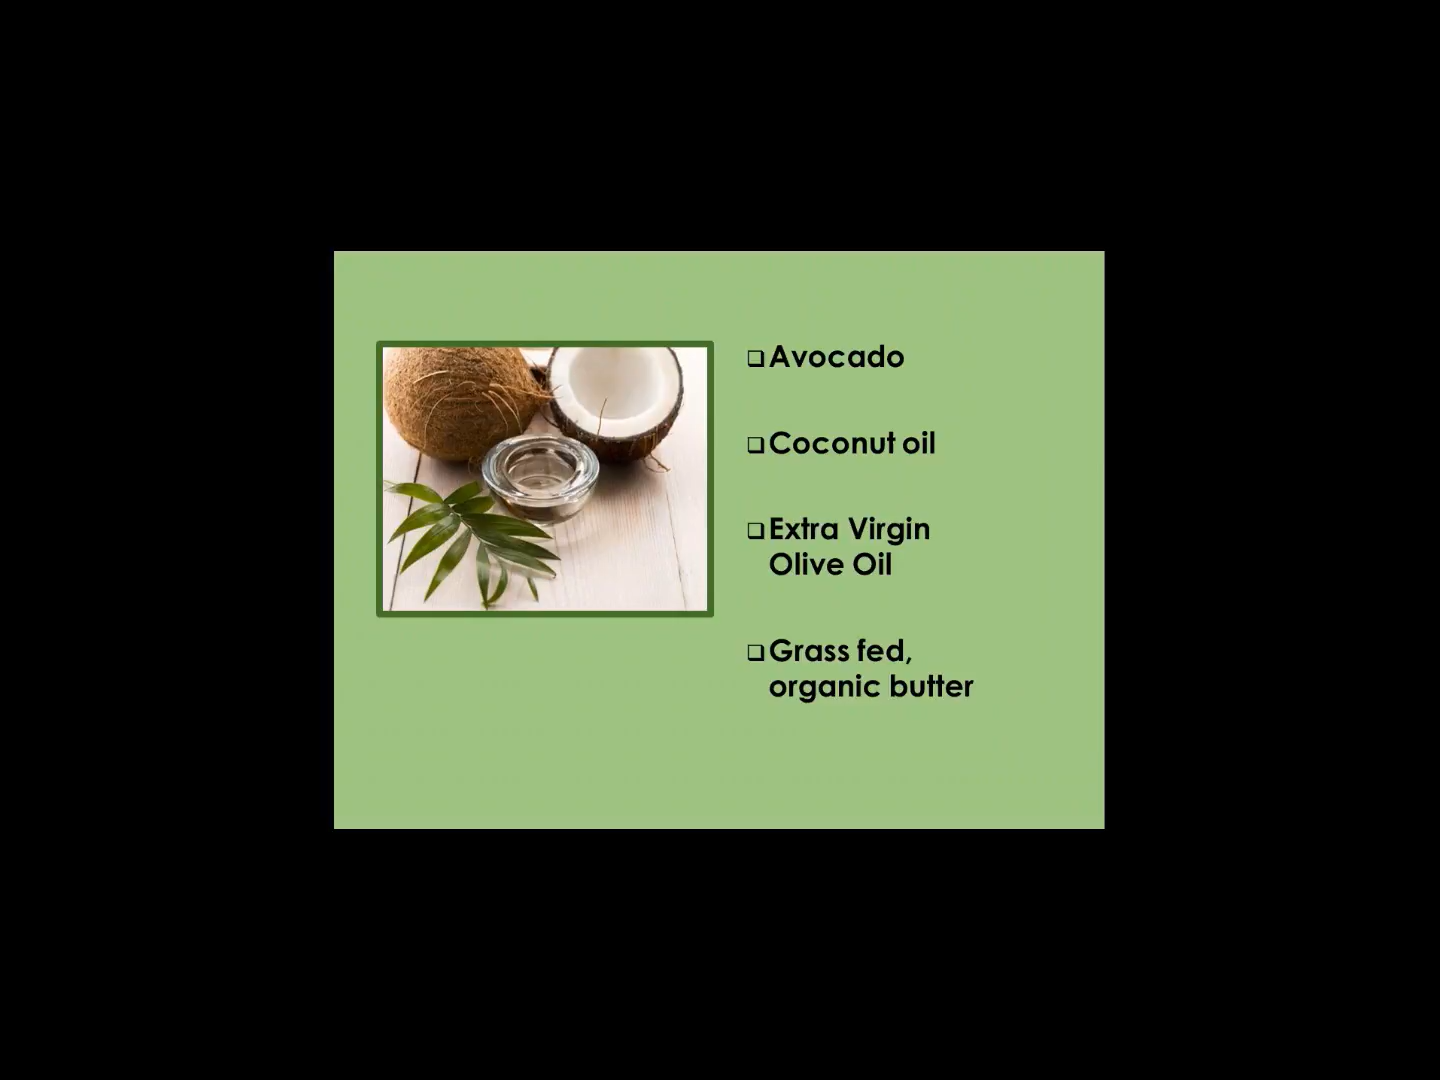 Avocado
Coconut oil
Extra Virgin
Olive Oil
Grass fed,
organic butter